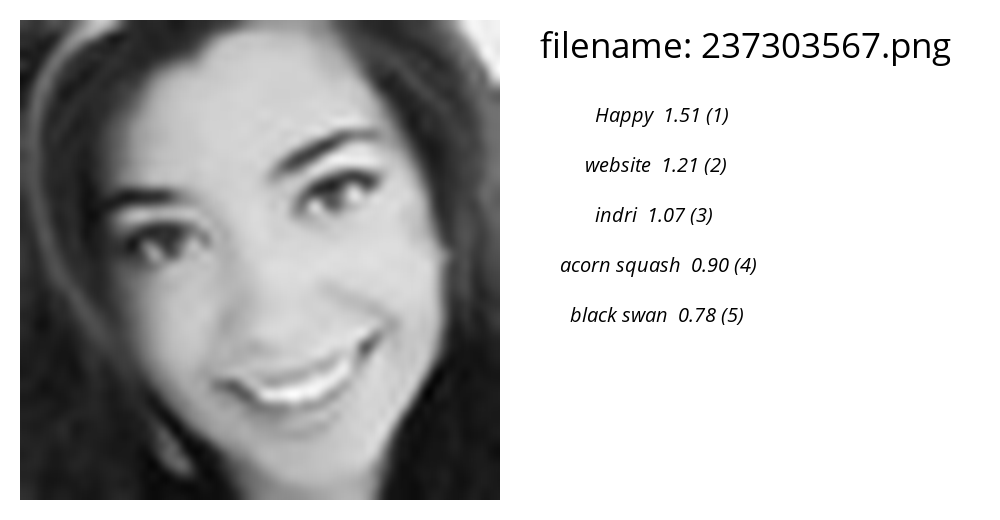 filename: 237303567.png
Happy 1.51 (1)
website 1.21 (2)
indri 1.07 (3)
acorn squash 0.90 (4)
black swan 0.78 (5)